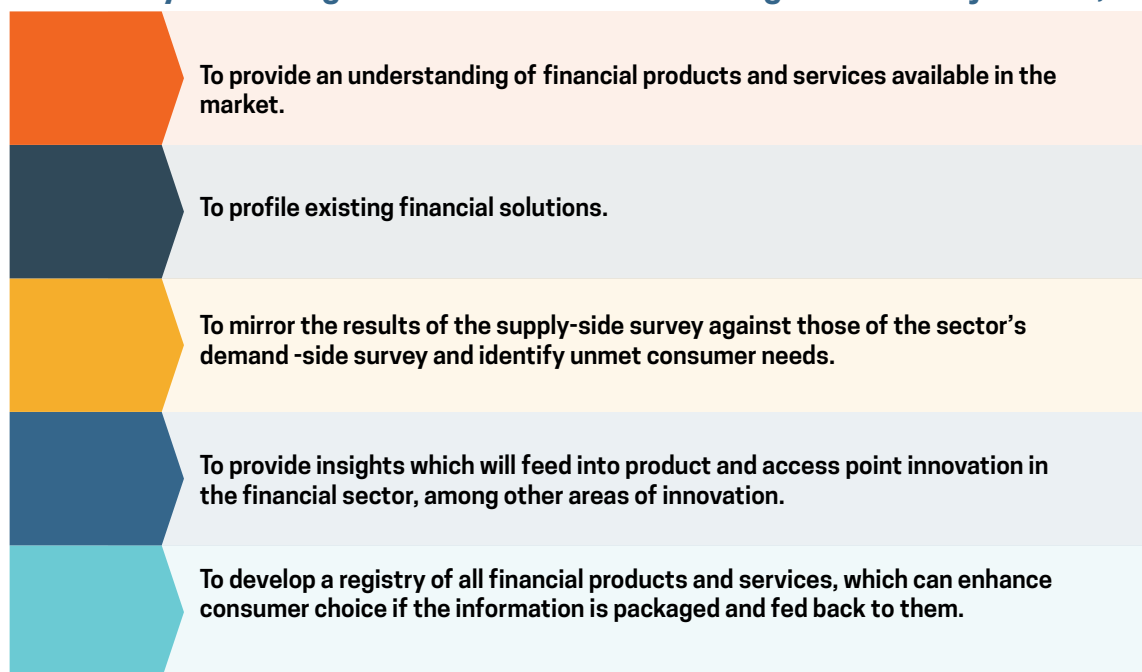 To provide an understanding of financial products and services available in the
market.
To profile existing financial solutions.
To mirror the results of the supply-side survey against those of the sector’s
demand -side survey and identify unmet consumer needs.
To provide insights which will feed into product and access point innovation in
the financial sector, among other areas of innovation.
To develop a registry of all financial products and services, which can enhance
consumer choice if the information is packaged and fed back to them.